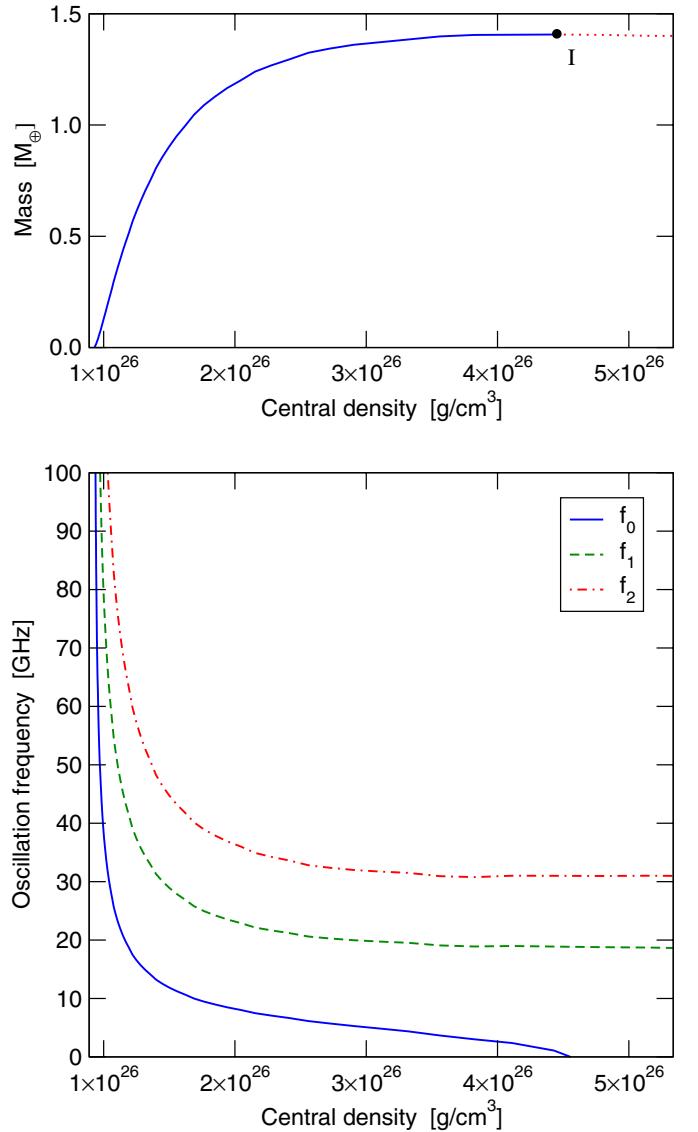 1.5
1.0
0.5
0.0
Mass [M⊕]
I
1×10²⁶ 2×10²⁶ 3×10²⁶ 4×10²⁶ 5×10²⁶
Central density [g/cm³]
100
90
80
70
60
50
40
30
20
10
0
Oscillation frequency [GHz]
f₀
f₁
f₂
1×10²⁶ 2×10²⁶ 3×10²⁶ 4×10²⁶ 5×10²⁶
Central density [g/cm³]